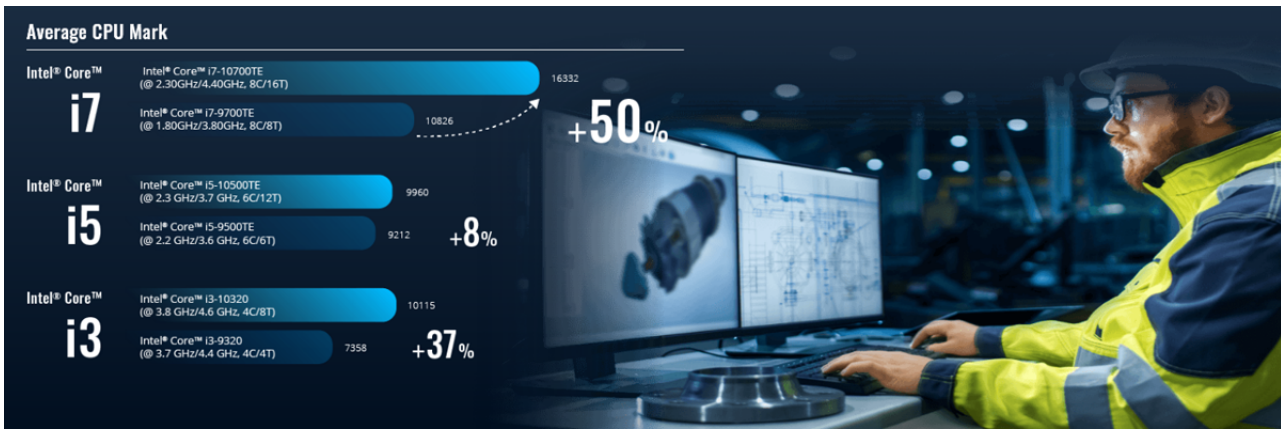 Average CPU Mark
Intel® Core™
i7
Intel® Core™ i7-10700TE
(@ 2.30GHz/4.40GHz, 8C/16T)
16332
Intel® Core™ i7-9700TE
(@ 1.80GHz/3.80GHz, 8C/8T)
10826
+50%
Intel® Core™
i5
Intel® Core™ i5-10500TE
(@ 2.3 GHz/3.7 GHz, 6C/12T)
9960
Intel® Core™ i5-9500TE
(@ 2.2 GHz/3.6 GHz, 6C/6T)
9212
+8%
Intel® Core™
i3
Intel® Core™ i3-10320
(@ 3.8 GHz/4.6 GHz, 4C/8T)
10115
Intel® Core™ i3-9320
(@ 3.7 GHz/4.4 GHz, 4C/4T)
7358
+37%